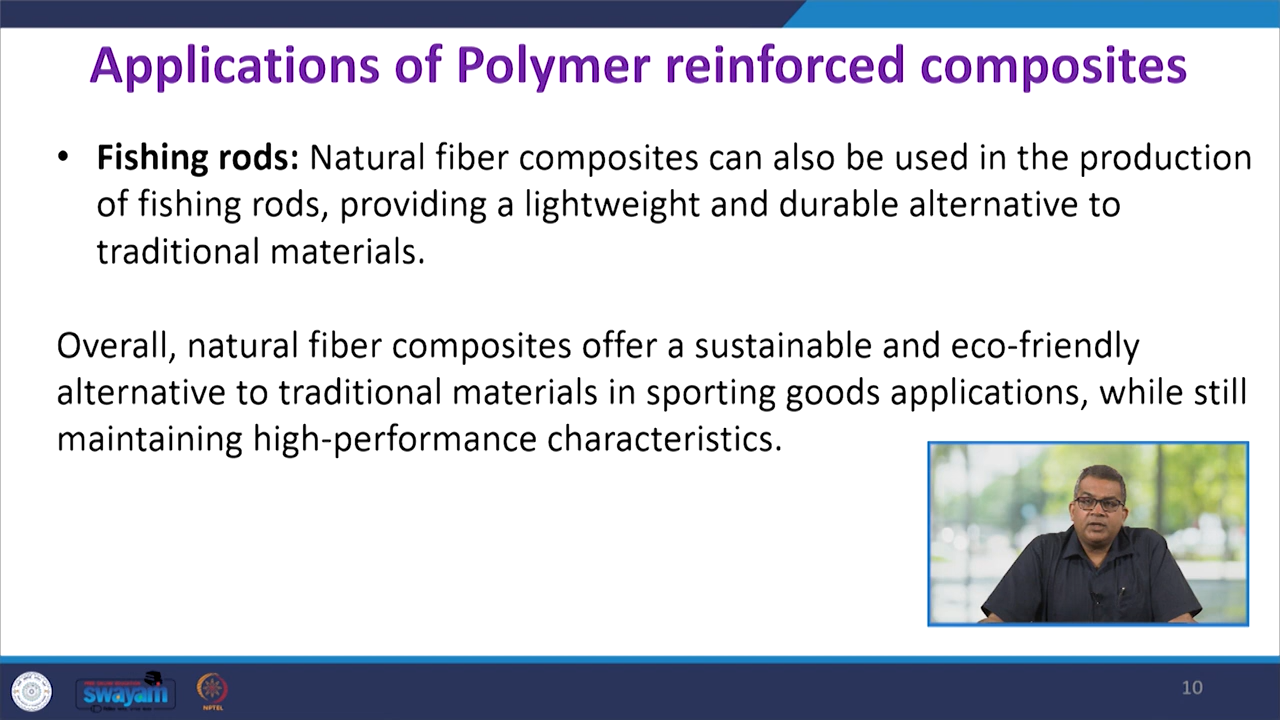 Applications of Polymer reinforced composites
• Fishing rods: Natural fiber composites can also be used in the production
of fishing rods, providing a lightweight and durable alternative to
traditional materials.
Overall, natural fiber composites offer a sustainable and eco-friendly
alternative to traditional materials in sporting goods applications, while still
maintaining high-performance characteristics.
swayam
NPTEL
10